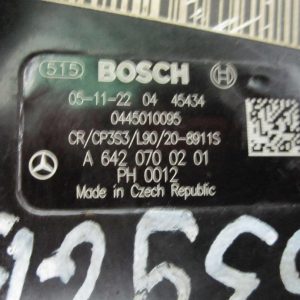 515 BOSCH
05-11-22 04 45434
0445010095
CR/CP3S3/L90/20-8911S
A 642 070 02 01
PH 0012
Made in Czech Republic